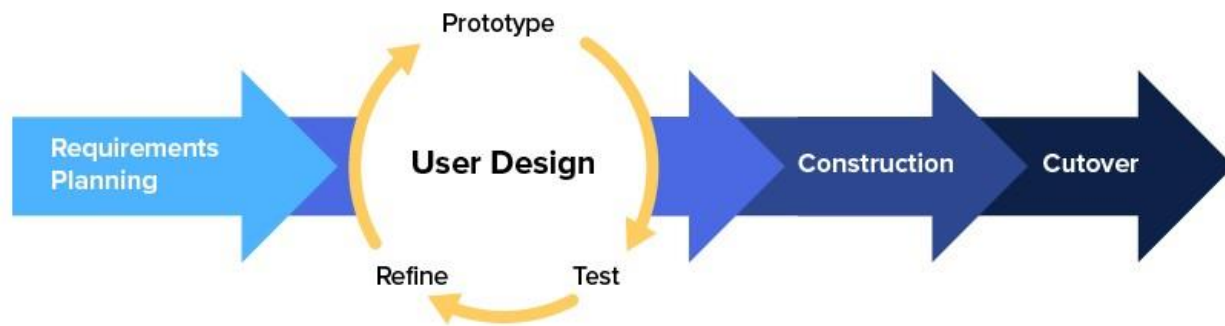 Prototype
Requirements
Planning
User Design
Construction
Cutover
Refine
Test